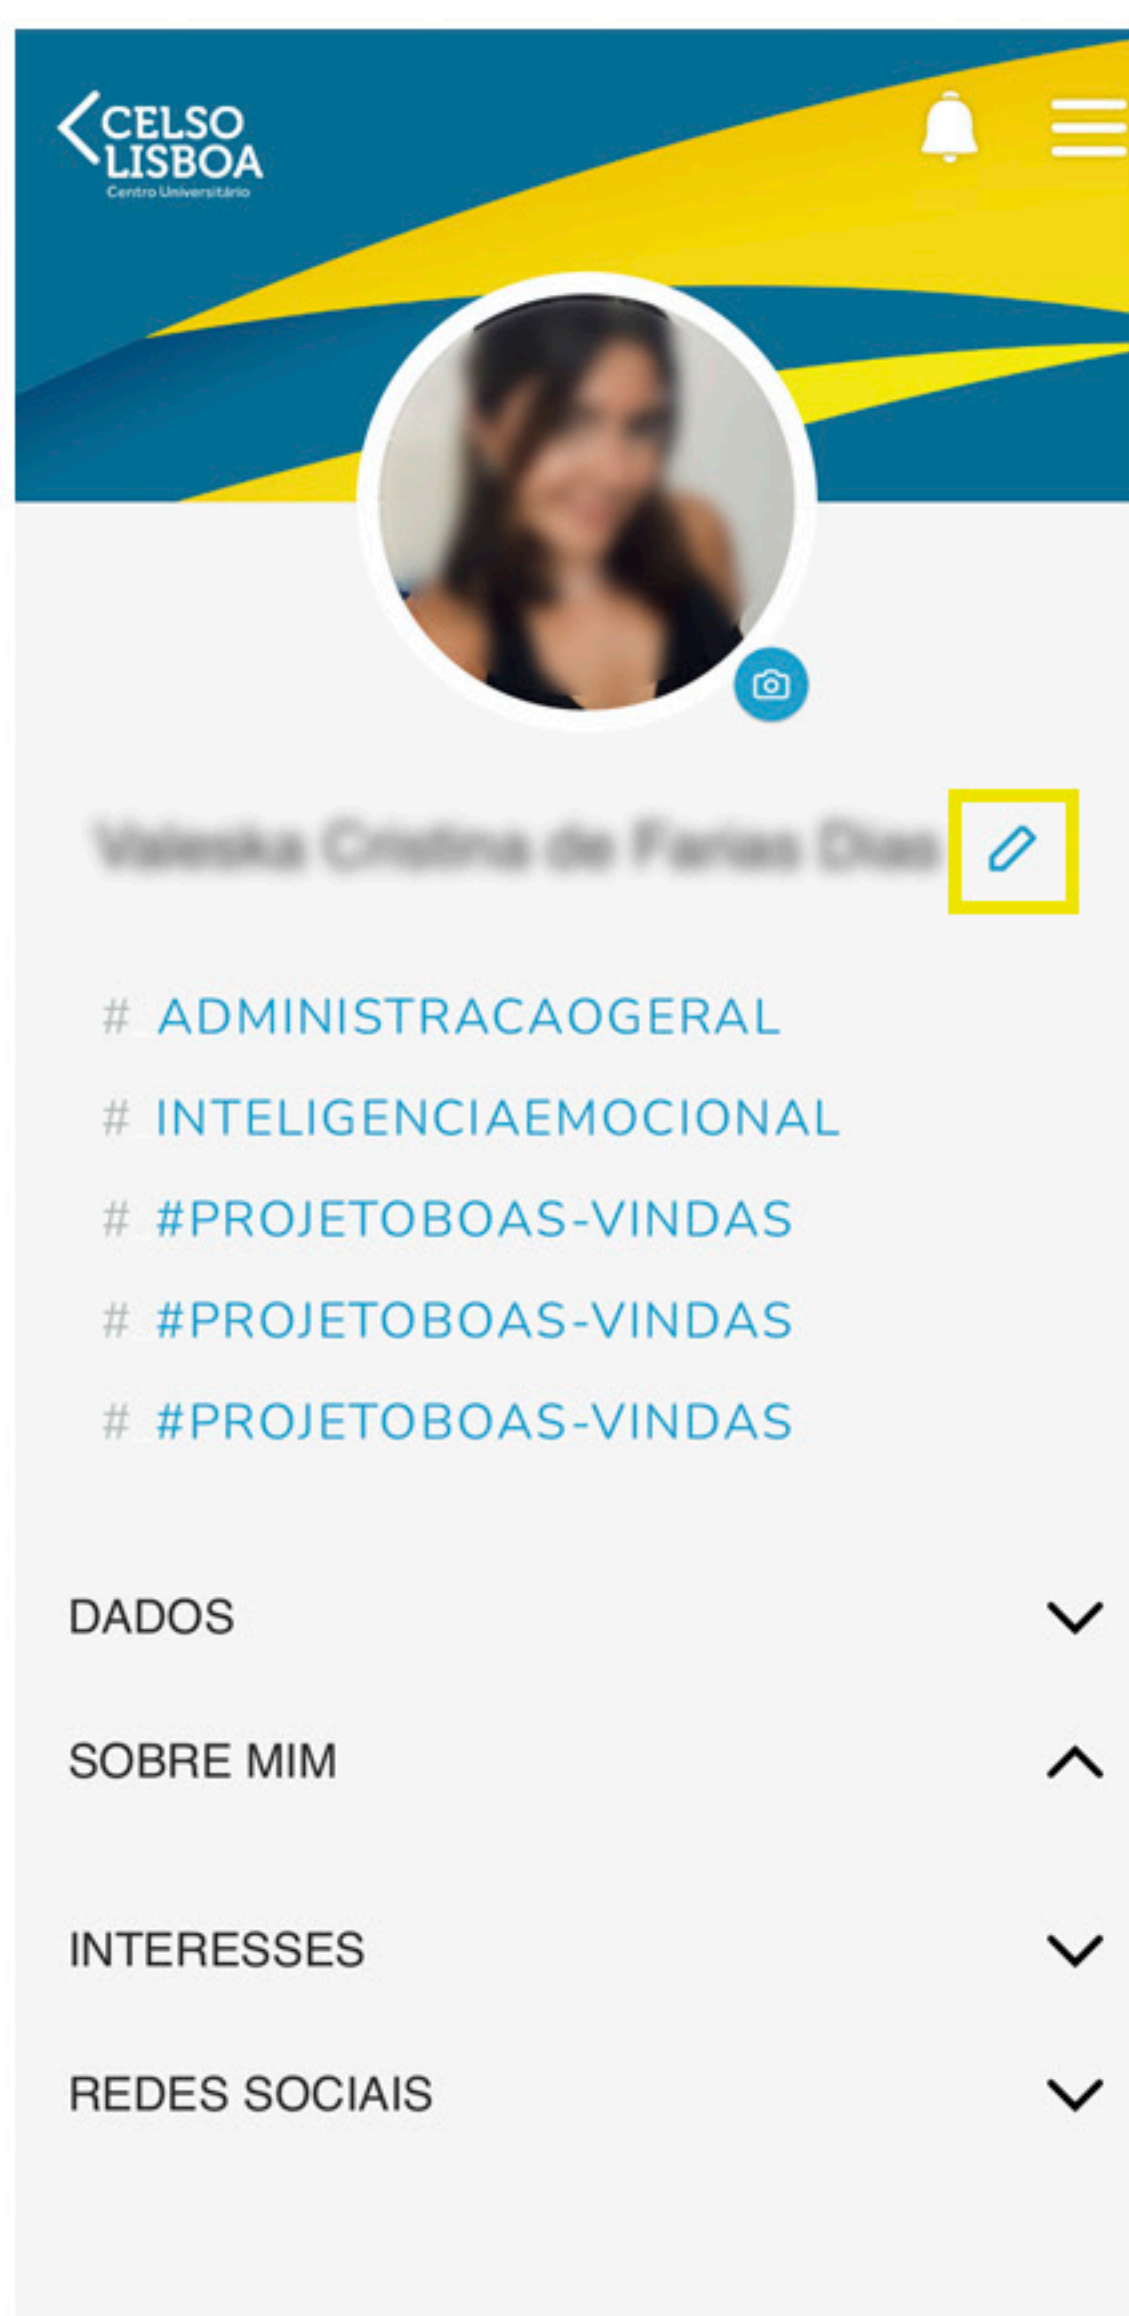 CELSO
LISBOA
Centro Universitário
# ADMINISTRACAOGERAL
# INTELIGENCIAEMOCIONAL
# #PROJETOBOAS-VINDAS
# #PROJETOBOAS-VINDAS
# #PROJETOBOAS-VINDAS
DADOS
SOBRE MIM
INTERESSES
REDES SOCIAIS